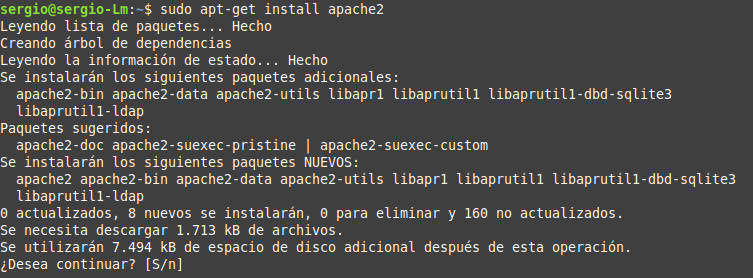 sergio@sergio-Lm:~$ sudo apt-get install apache2
Leyendo lista de paquetes... Hecho
Creando árbol de dependencias
Leyendo la información de estado... Hecho
Se instalarán los siguientes paquetes adicionales:
  apache2-bin apache2-data apache2-utils libapr1 libaprutil1 libaprutil1-dbd-sqlite3
  libaprutil1-ldap
Paquetes sugeridos:
  apache2-doc apache2-suexec-pristine | apache2-suexec-custom
Se instalarán los siguientes paquetes NUEVOS:
  apache2 apache2-bin apache2-data apache2-utils libapr1 libaprutil1 libaprutil1-dbd-sqlite3
  libaprutil1-ldap
0 actualizados, 8 nuevos se instalarán, 0 para eliminar y 160 no actualizados.
Se necesita descargar 1.713 kB de archivos.
Se utilizarán 7.494 kB de espacio de disco adicional después de esta operación.
¿Desea continuar? [S/n]